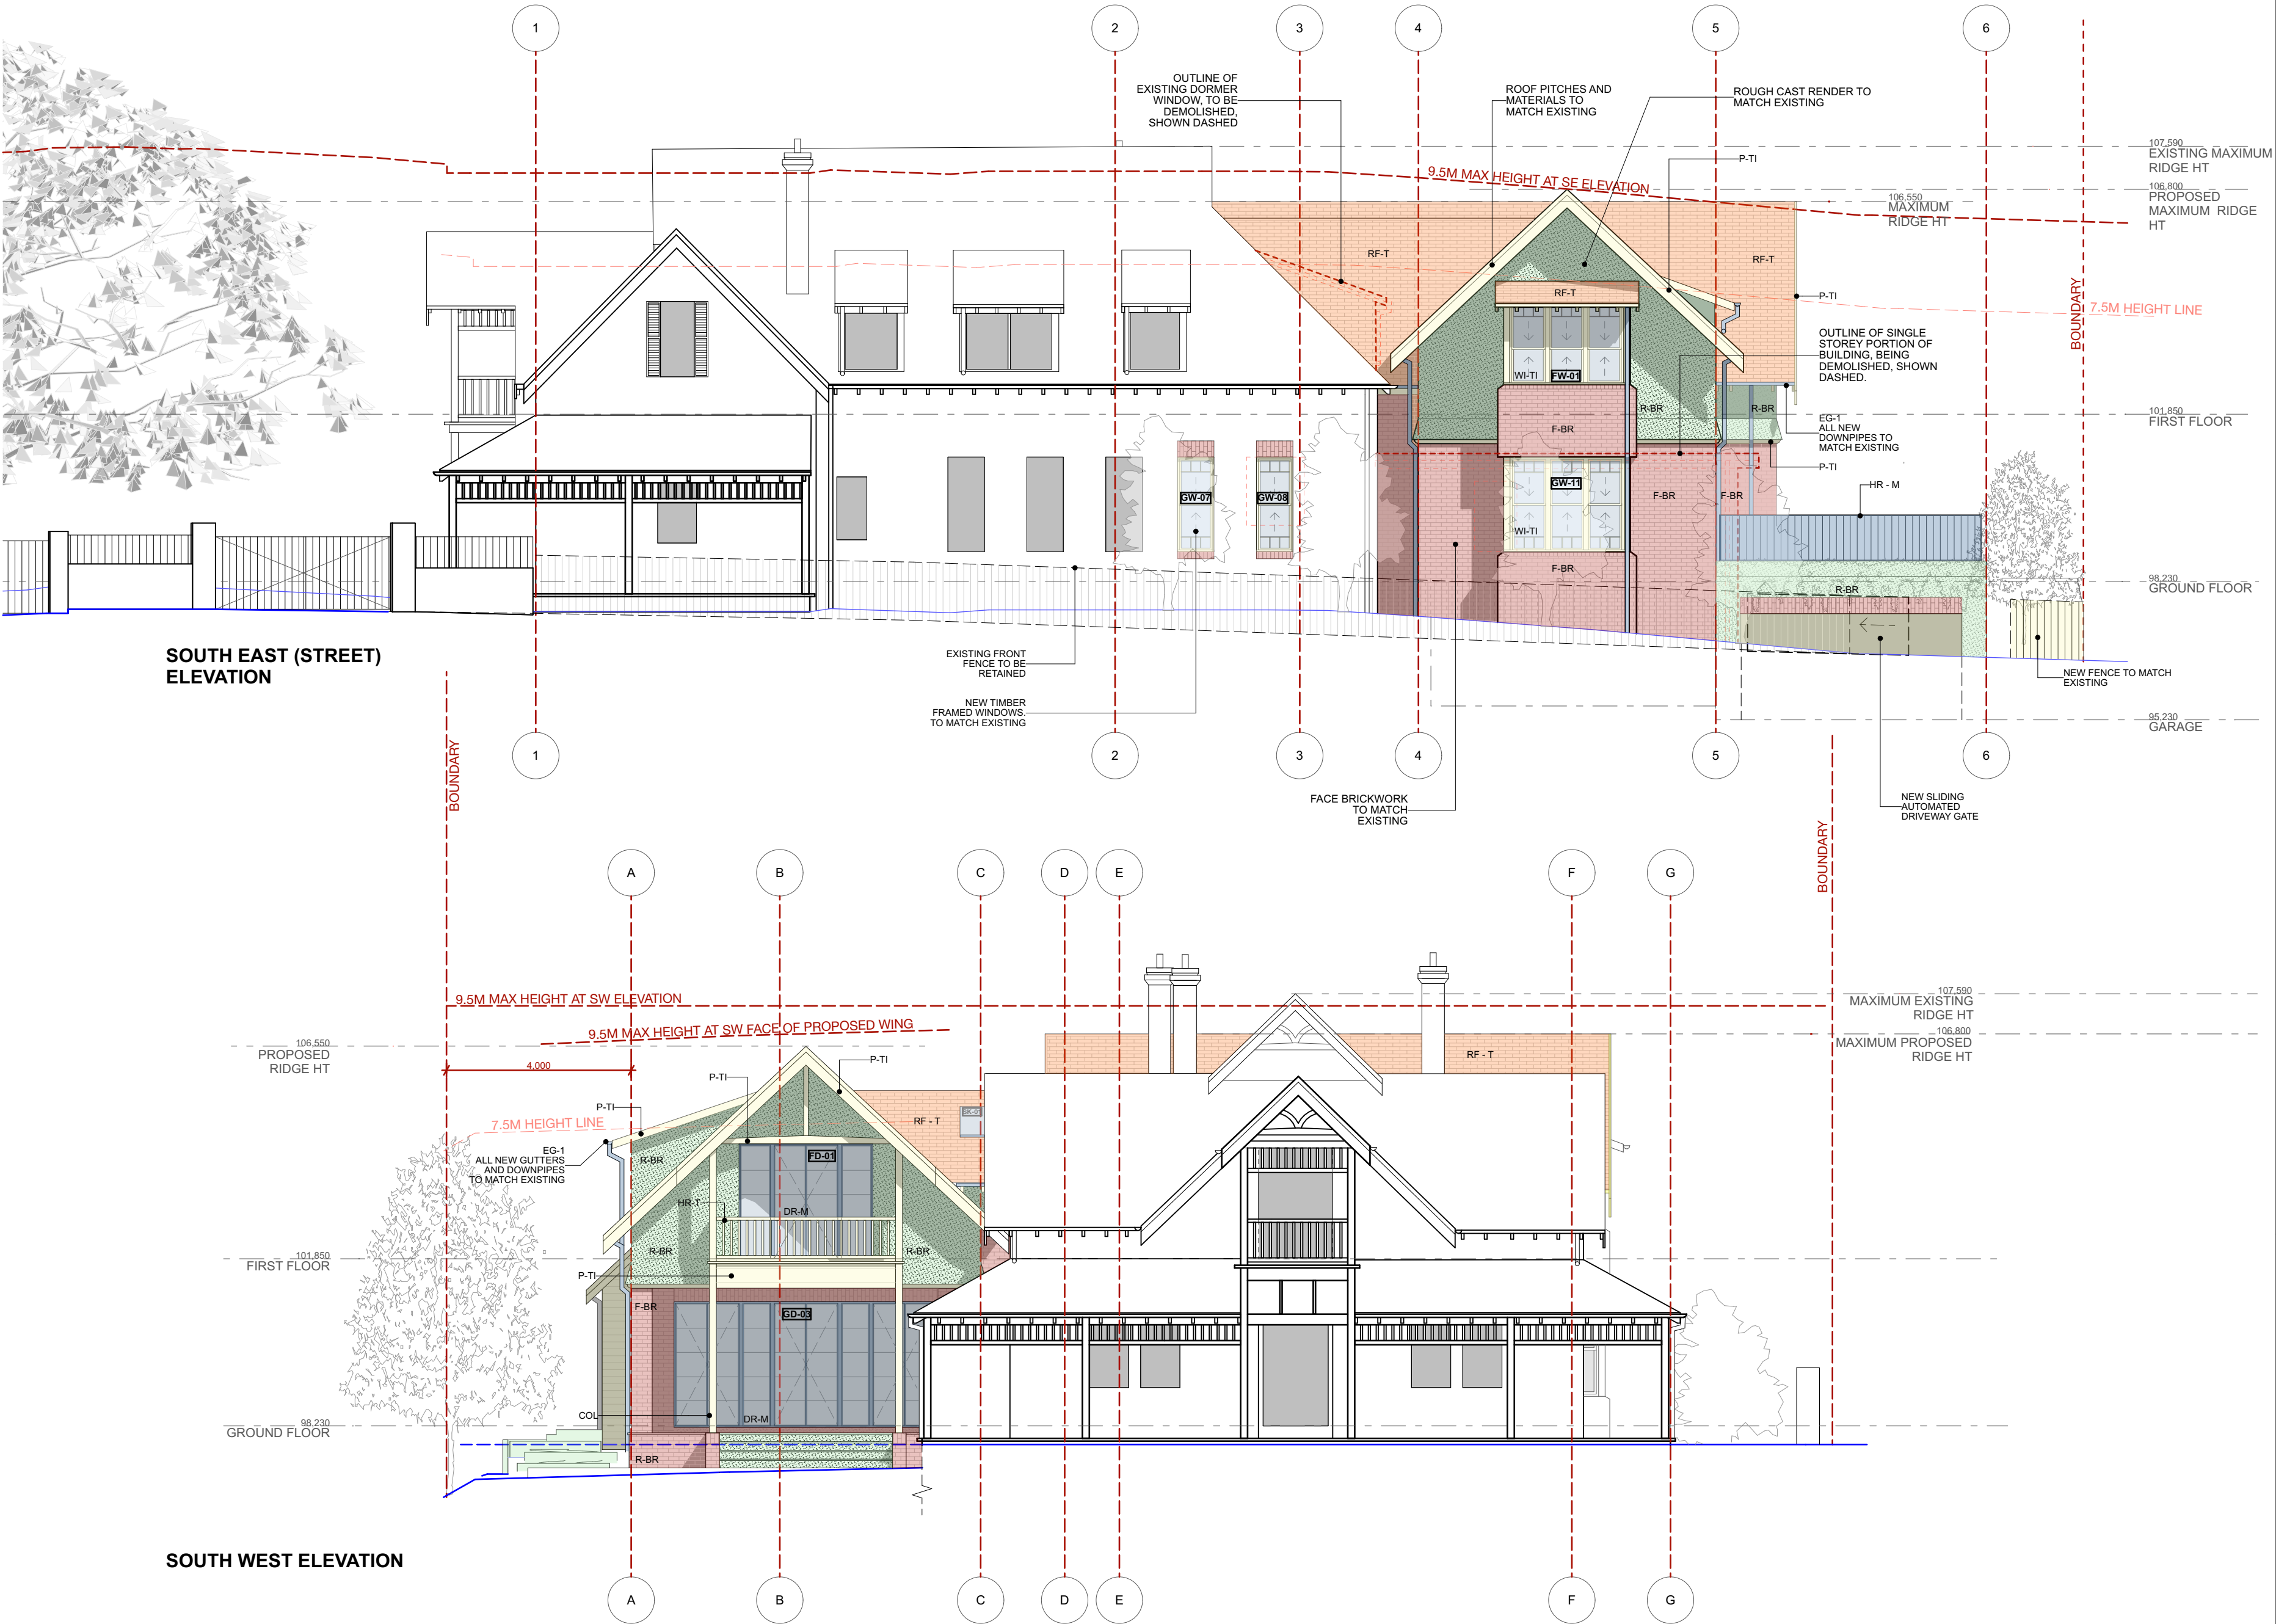 1
2
3
4
5
6
OUTLINE OF
EXISTING DORMER
WINDOW, TO BE
DEMOLISHED,
SHOWN DASHED
ROOF PITCHES AND
MATERIALS TO
MATCH EXISTING
ROUGH CAST RENDER TO
MATCH EXISTING
P-TI
107,590
EXISTING MAXIMUM
RIDGE HT
9.5M MAX HEIGHT AT SE ELEVATION
106,800
PROPOSED
MAXIMUM RIDGE
HT
106,550
MAXIMUM
RIDGE HT
RF-T
RF-T
RF-T
P-TI
BOUNDARY
7.5M HEIGHT LINE
OUTLINE OF SINGLE
STOREY PORTION OF
BUILDING, BEING
DEMOLISHED, SHOWN
DASHED.
WI-TI
FW-01
R-BR
R-BR
F-BR
EG-1
ALL NEW
DOWNPIPES TO
MATCH EXISTING
101,850
FIRST FLOOR
P-TI
HR - M
GW-07
GW-08
GW-11
F-BR
F-BR
WI-TI
F-BR
R-BR
98,230
GROUND FLOOR
SOUTH EAST (STREET)
ELEVATION
EXISTING FRONT
FENCE TO BE
RETAINED
NEW TIMBER
FRAMED WINDOWS.
TO MATCH EXISTING
NEW FENCE TO MATCH
EXISTING
95,230
GARAGE
1
2
3
4
5
6
FACE BRICKWORK
TO MATCH
EXISTING
NEW SLIDING
AUTOMATED
DRIVEWAY GATE
BOUNDARY
BOUNDARY
A
B
C
D
E
F
G
9.5M MAX HEIGHT AT SW ELEVATION
9.5M MAX HEIGHT AT SW FACE OF PROPOSED WING
107,590
MAXIMUM EXISTING
RIDGE HT
106,800
MAXIMUM PROPOSED
RIDGE HT
106,550
PROPOSED
RIDGE HT
4,000
P-TI
P-TI
RF - T
P-TI
7.5M HEIGHT LINE
RF - T
EG-1
ALL NEW GUTTERS
AND DOWNPIPES
TO MATCH EXISTING
R-BR
FD-01
HR-T
DR-M
R-BR
R-BR
101,850
FIRST FLOOR
P-TI
F-BR
GD-03
COL
DR-M
98,230
GROUND FLOOR
R-BR
SOUTH WEST ELEVATION
A
B
C
D
E
F
G